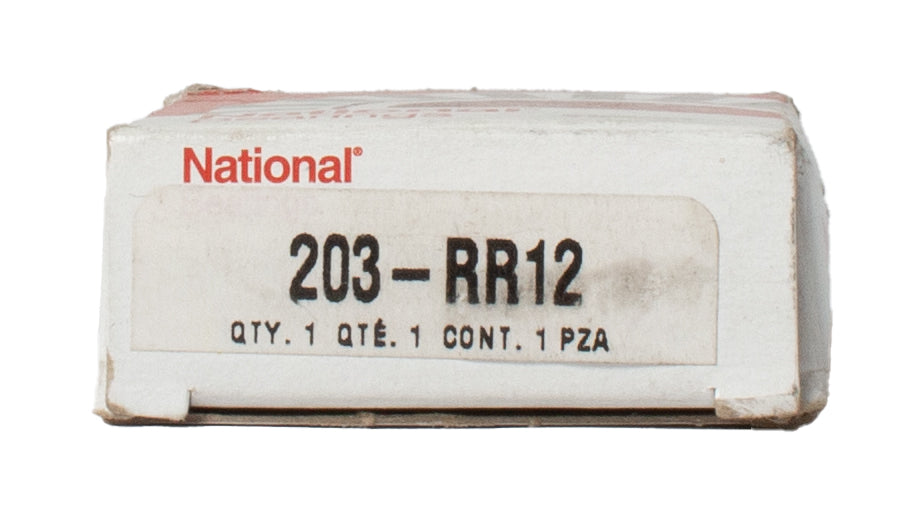 National®
203-RR12
QTY. 1 QTÉ. 1 CONT. 1 PZA